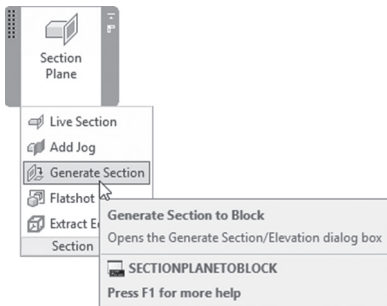 Section
Plane
Live Section
Add Jog
Generate Section
Flatshot
Extract
Section
Generate Section to Block
Opens the Generate Section/Elevation dialog box
SECTIONPLANETOBLOCK
Press F1 for more help